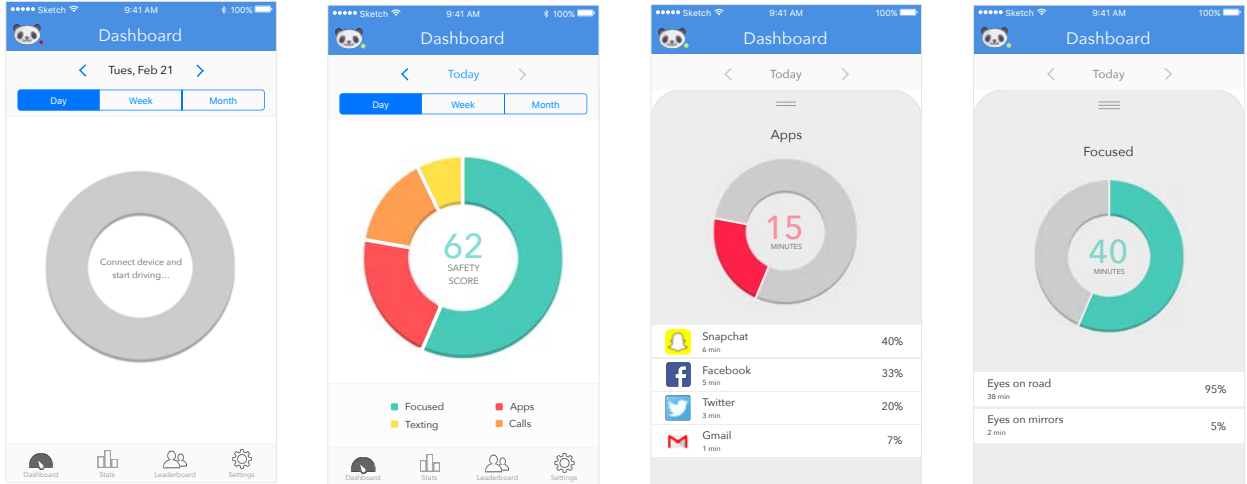 Sketch 9:41 AM 100%
Dashboard
Tues, Feb 21
Day Week Month
Connect device and
start driving...
Dashboard Stats Leaderboard Settings
Sketch 9:41 AM 100%
Dashboard
Today
Day Week Month
62
SAFETY
SCORE
Focused Apps
Texting Calls
Dashboard Stats Leaderboard Settings
Sketch 9:41 AM 100%
Dashboard
Today
Apps
15
MINUTES
Snapchat 40%
6 min
Facebook 33%
5 min
Twitter 20%
3 min
Gmail 7%
1 min
Sketch 9:41 AM 100%
Dashboard
Today
Focused
40
MINUTES
Eyes on road 95%
38 min
Eyes on mirrors 5%
2 min